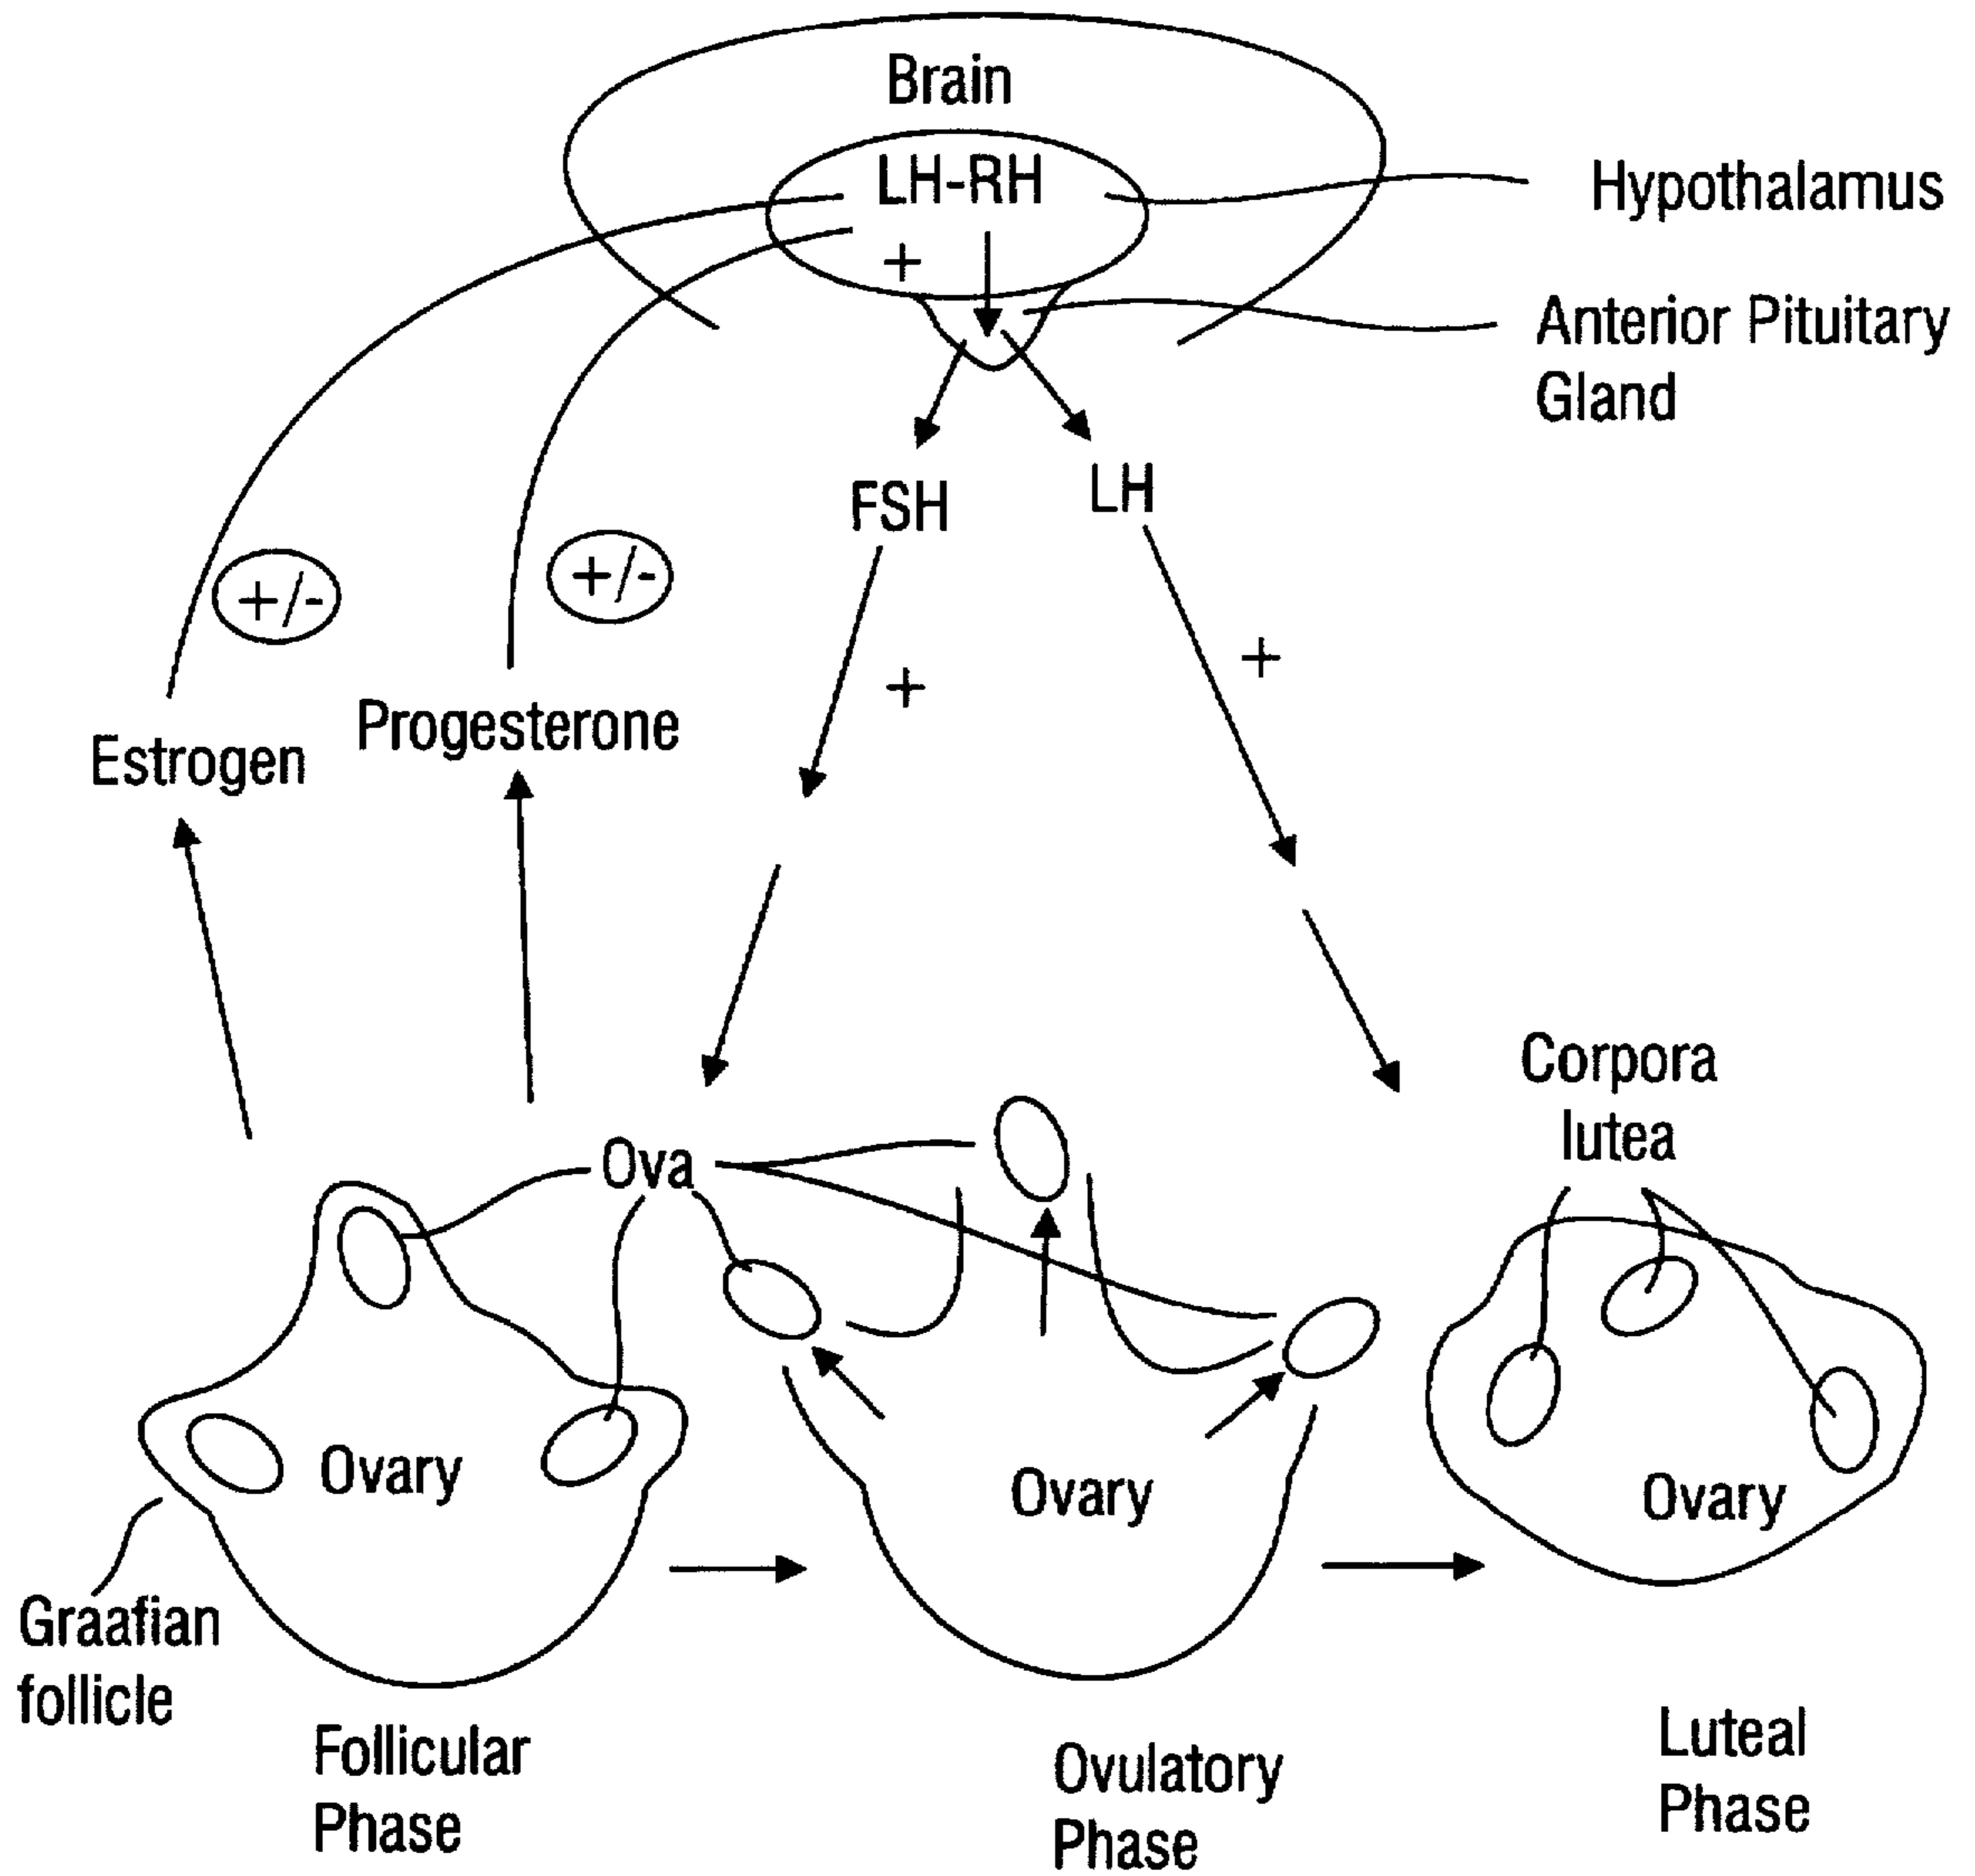 Brain
LH-RH
Hypothalamus
+
Anterior Pituitary
Gland
FSH
LH
+/-
+/-
+
+
Estrogen
Progesterone
Corpora
lutea
Ova
Ovary
Ovary
Ovary
Graafian
follicle
Follicular
Phase
Ovulatory
Phase
Luteal
Phase